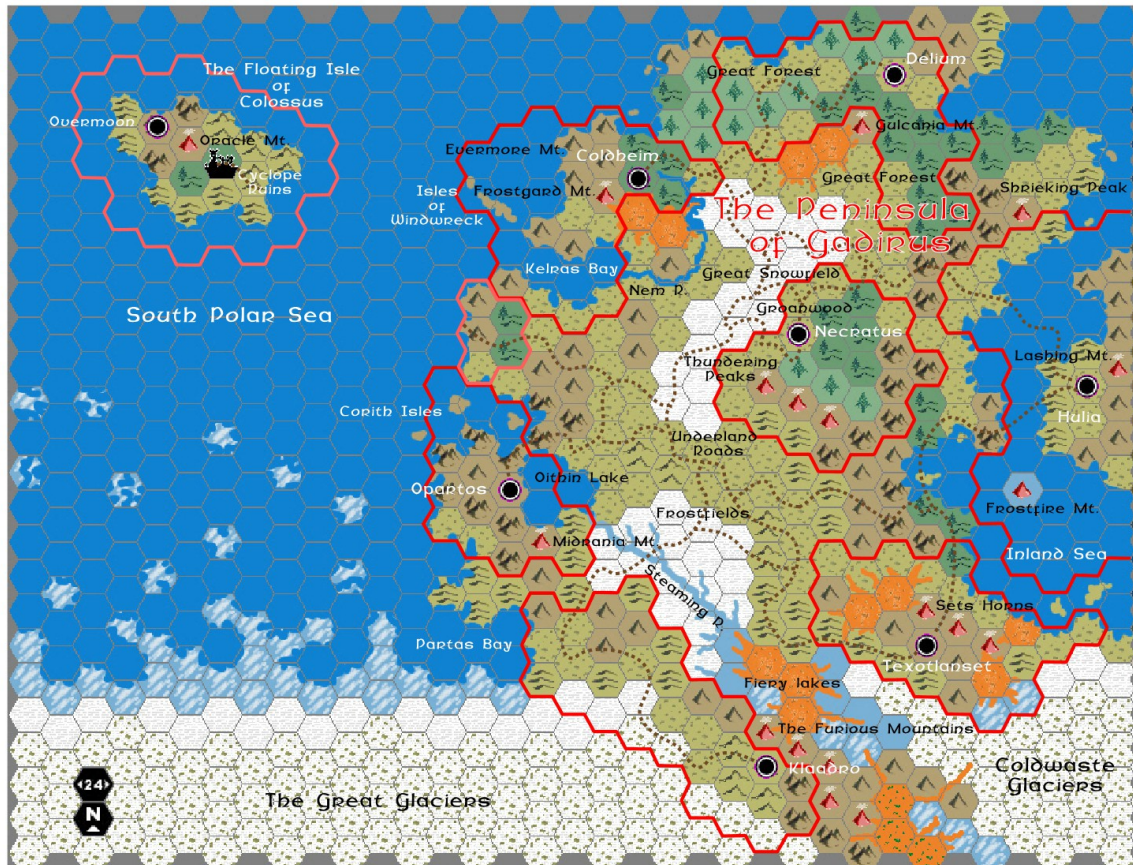 The Floating Isle
of
Colossus
Overmoon
Oracle Mt.
Cyclope
Ruins
Great Forest
Delium
Gulcaria Mt.
Evermore Mt.
Coldheim
Frostgard Mt.
Isles
of
Windwreck
Great Forest
Shrieking Peak
The Peninsula
of Gadirus
Kelras Bay
Great Snowfield
Nem R.
Groanwood
Necratus
South Polar Sea
Thundering
Peaks
Lashing Mt.
Hulia
Corith Isles
Underland
Roads
Opartos
Oithin Lake
Frostfields
Frostfire Mt.
Midrania Mt.
Inland Sea
Steaming R.
Sets Horns
Partas Bay
Texotlanset
Fiery lakes
The Furious Mountains
Klaadro
Coldwaste
Glaciers
24
N
The Great Glaciers